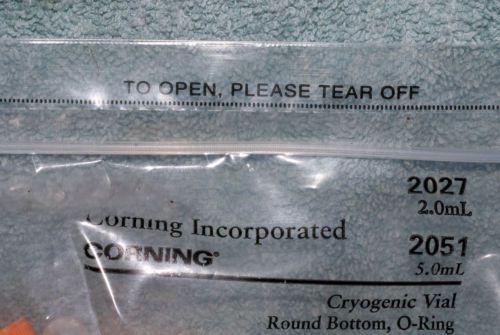 TO OPEN, PLEASE TEAR OFF
2027
2.0mL
Corning Incorporated
2051
CORNING®
5.0mL
Cryogenic Vial
Round Bottom, O-Ring